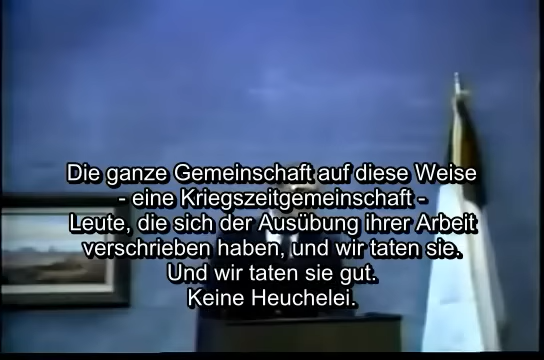 Die ganze Gemeinschaft auf diese Weise
- eine Kriegszeitgemeinschaft -
Leute, die sich der Ausübung ihrer Arbeit
verschrieben haben, und wir taten sie.
Und wir taten sie gut.
Keine Heuchelei.